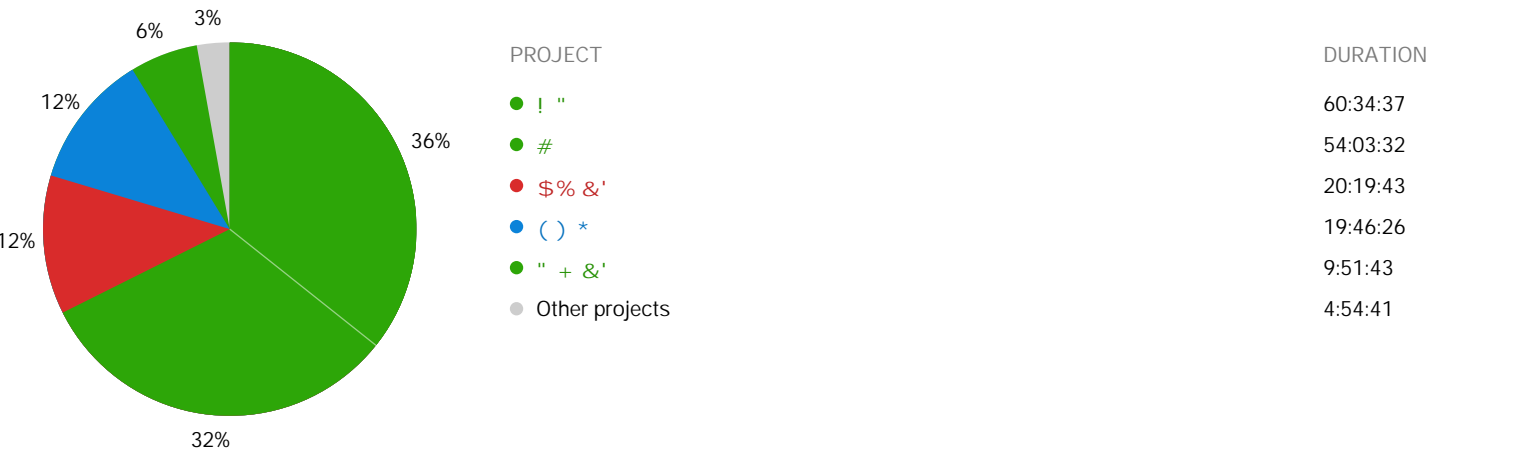 3%
6%
PROJECT DURATION
12%
! " 60:34:37
36%
# 54:03:32
$% &' 20:19:43
( ) * 19:46:26
12%
" + &' 9:51:43
Other projects 4:54:41
32%